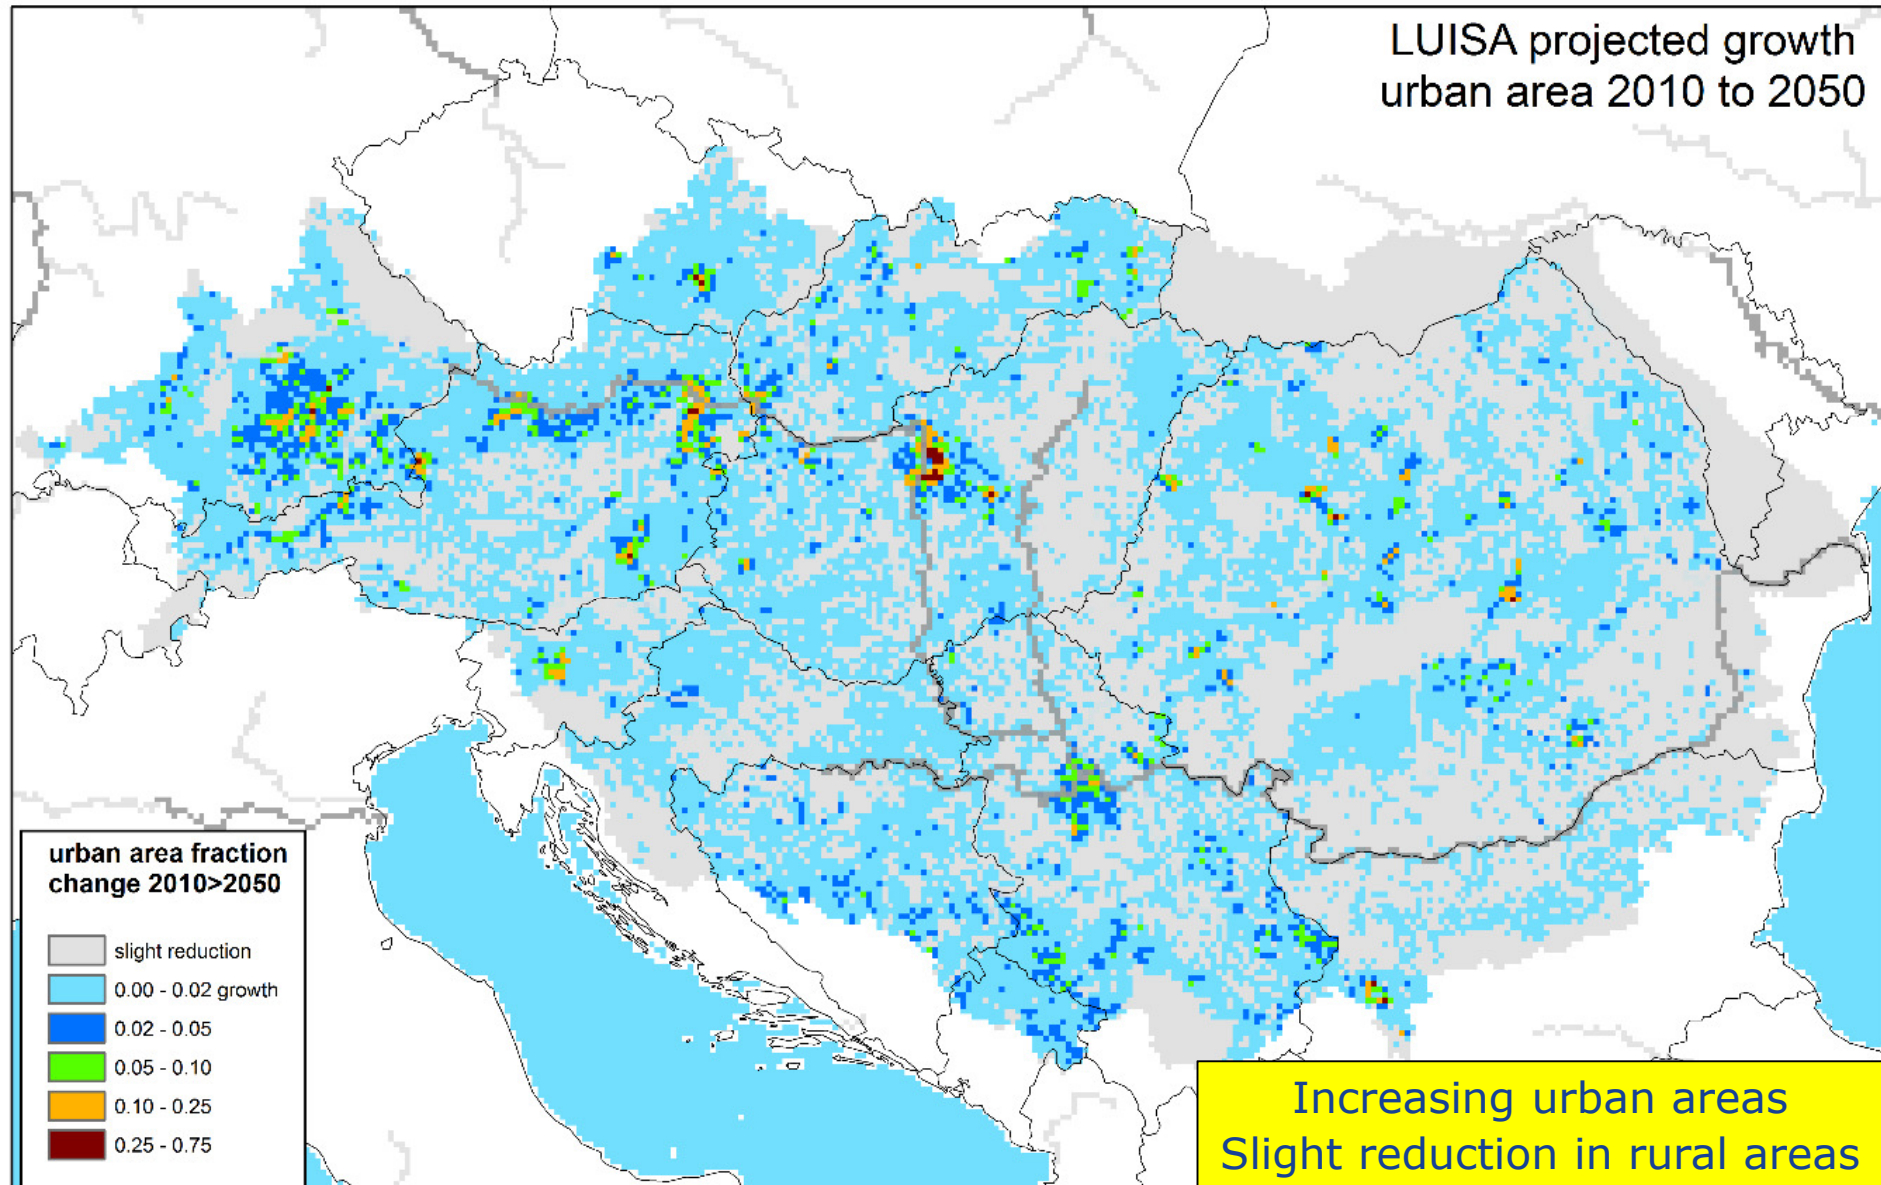 LUISA projected growth
urban area 2010 to 2050
urban area fraction
change 2010>2050
slight reduction
0.00 - 0.02 growth
0.02 - 0.05
0.05 - 0.10
0.10 - 0.25
0.25 - 0.75
Increasing urban areas
Slight reduction in rural areas